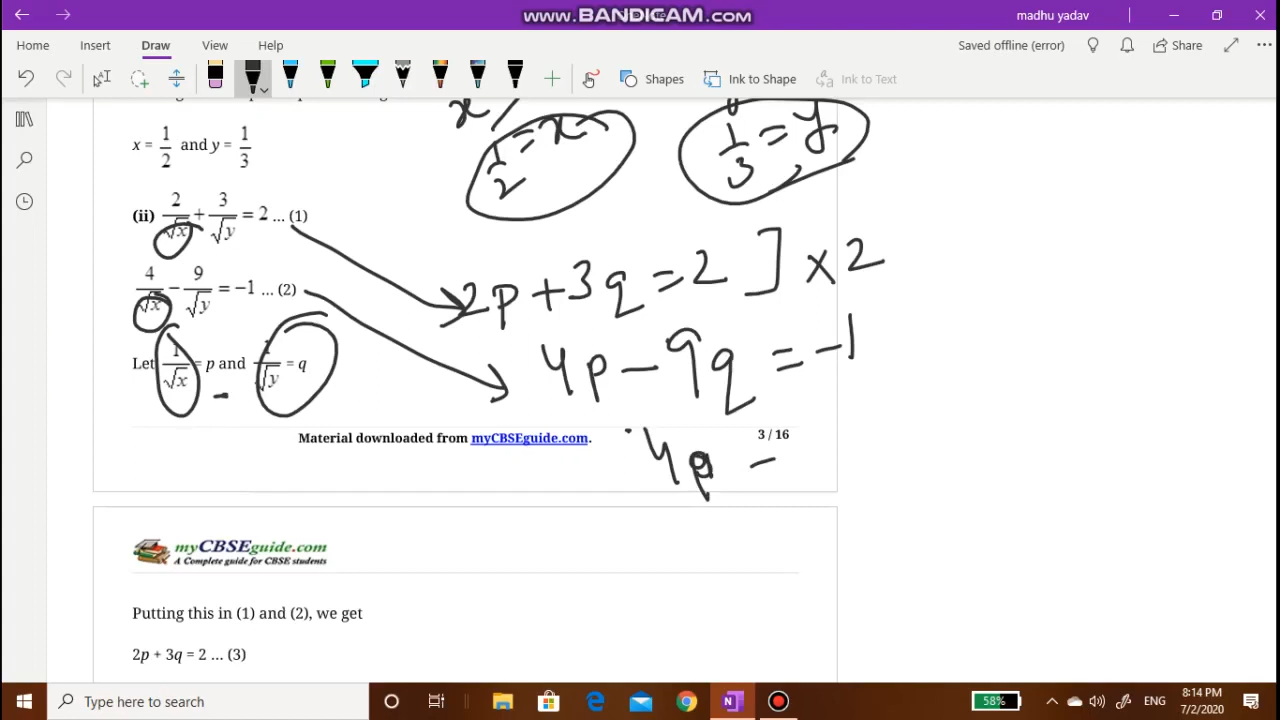 www.BANDICAM.com
madhu yadav
Home Insert Draw View Help
Saved offline (error) Share
Shapes Ink to Shape Ink to Text
x = 1/2 and y = 1/3
1/2 = x
1/3 = y
(ii) 2/√x + 3/√y = 2 ... (1)
2p + 3q = 2 ] × 2
4/√x − 9/√y = −1 ... (2)
4p − 9q = −1
Let 1/√x = p and 1/√y = q
Material downloaded from myCBSEguide.com.
3 / 16
4p −
myCBSEguide.com
A Complete guide for CBSE students
Putting this in (1) and (2), we get
2p + 3q = 2 ... (3)
Type here to search
58%
ENG
8:14 PM
7/2/2020